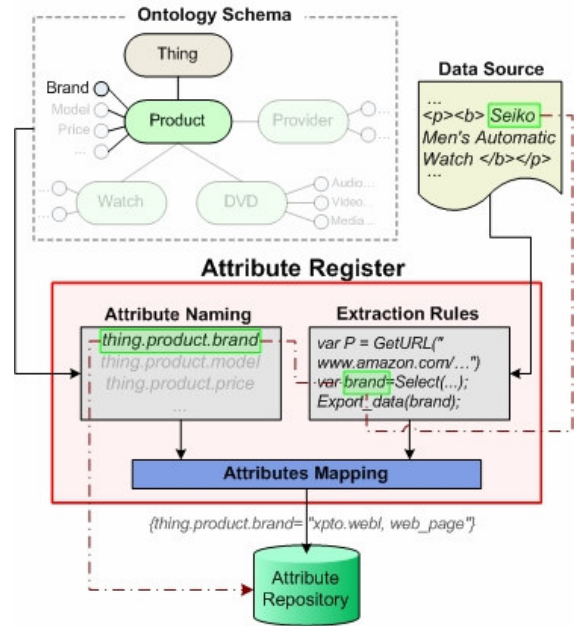 Ontology Schema
Thing
Brand
Model
Price
...
Product
Provider
...
...
...
...
Watch
DVD
Audio...
Video...
Media...
Data Source
...
<p><b> Seiko
Men's Automatic
Watch </b></p>
...
Attribute Register
Attribute Naming
thing.product.brand
thing.product.model
thing.product.price
...
Extraction Rules
var P = GetURL("
www.amazon.com/...")
var brand=Select(...);
Export_data(brand);
Attributes Mapping
{thing.product.brand= "xpto.webl, web_page"}
Attribute
Repository